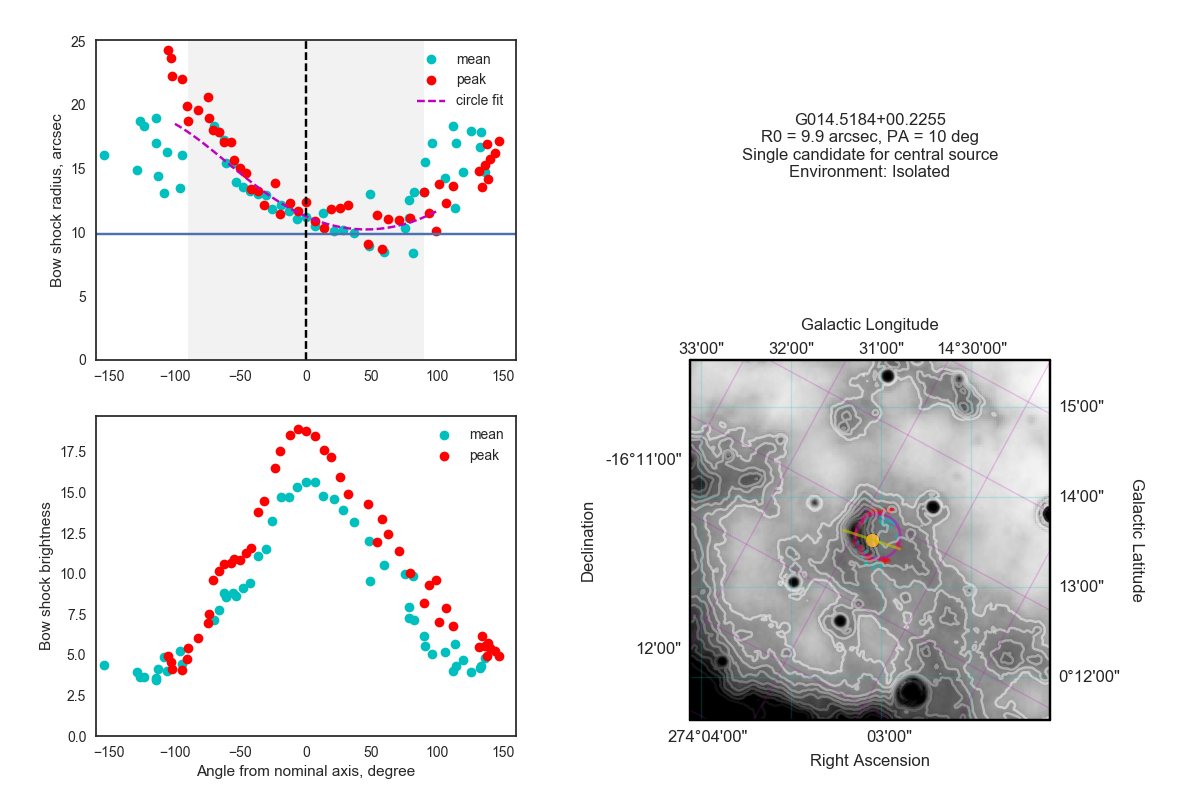 25
20
15
10
5
0
Bow shock radius, arcsec
mean
peak
circle fit
−150
−100
−50
0
50
100
150
G014.5184+00.2255
R0 = 9.9 arcsec, PA = 10 deg
Single candidate for central source
Environment: Isolated
17.5
15.0
12.5
10.0
7.5
5.0
2.5
0.0
Bow shock brightness
mean
peak
−150
−100
−50
0
50
100
150
Angle from nominal axis, degree
Galactic Longitude
33'00"
32'00"
31'00"
14°30'00"
15'00"
14'00"
13'00"
0°12'00"
Galactic Latitude
-16°11'00"
12'00"
Declination
274°04'00"
03'00"
Right Ascension